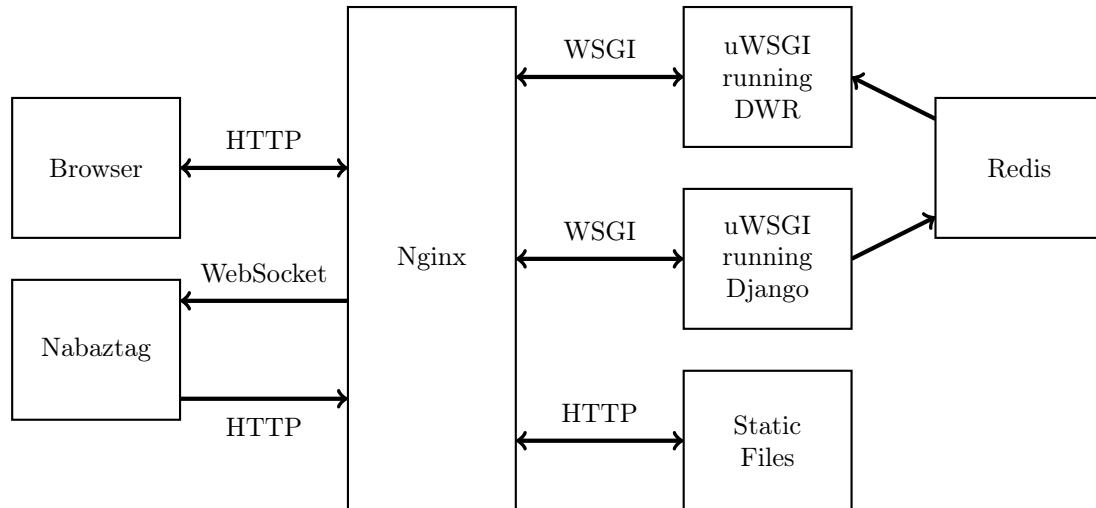 Browser
HTTP
Nabaztag
WebSocket
HTTP
Nginx
WSGI
uWSGI
running
DWR
WSGI
uWSGI
running
Django
HTTP
Static
Files
Redis